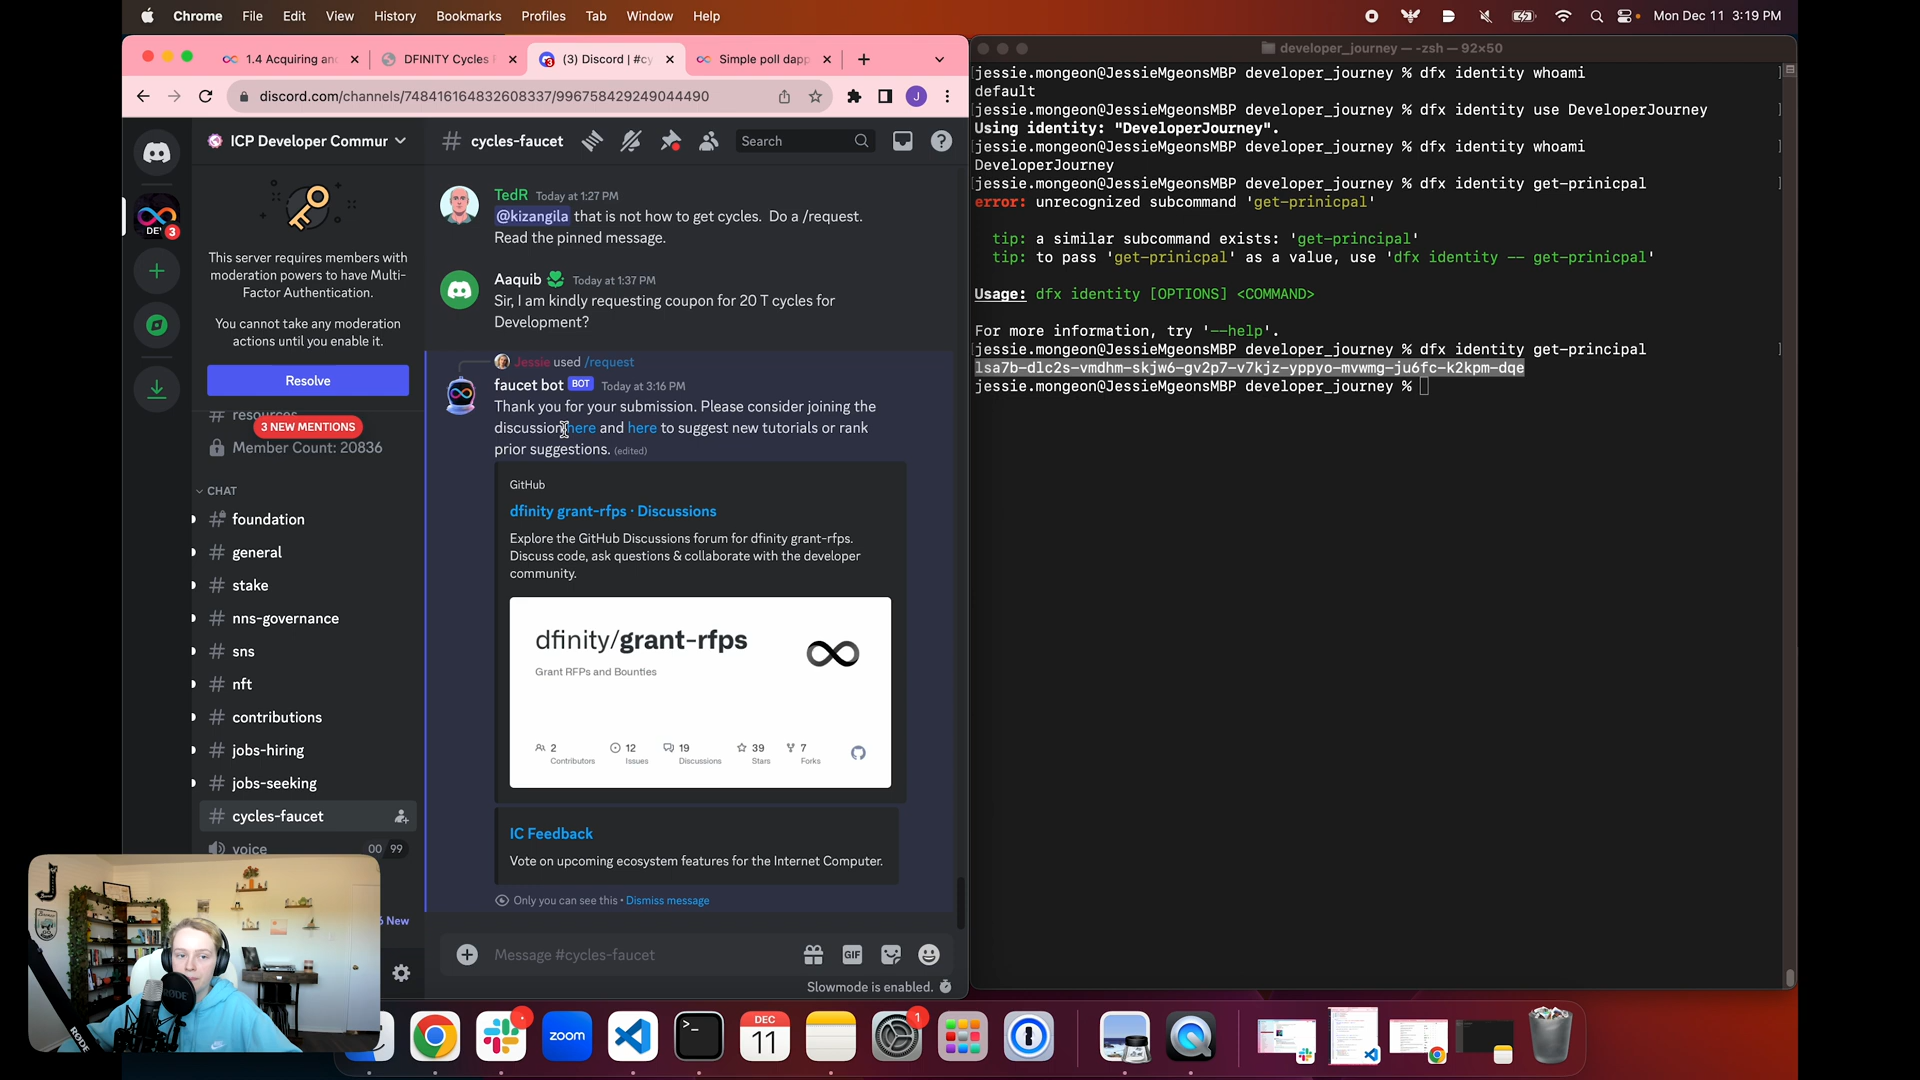 Chrome File Edit View History Bookmarks Profiles Tab Window Help
Mon Dec 11 3:19 PM
1.4 Acquiring an
DFINITY Cycles
(3) Discord | #cy
Simple poll dapp
discord.com/channels/748416164832608337/996758429249044490
J
ICP Developer Commur
DEV
3
This server requires members with
moderation powers to have Multi-
Factor Authentication.
You cannot take any moderation
actions until you enable it.
Resolve
resources
3 NEW MENTIONS
Member Count: 20836
CHAT
# foundation
# general
# stake
# nns-governance
# sns
# nft
# contributions
# jobs-hiring
# jobs-seeking
# cycles-faucet
voice 00 99
New
# cycles-faucet
Search
TedR Today at 1:27 PM
@kizangila that is not how to get cycles. Do a /request.
Read the pinned message.
Aaquib Today at 1:37 PM
Sir, I am kindly requesting coupon for 20 T cycles for
Development?
Jessie used /request
faucet bot BOT Today at 3:16 PM
Thank you for your submission. Please consider joining the
discussion here and here to suggest new tutorials or rank
prior suggestions. (edited)
GitHub
dfinity grant-rfps · Discussions
Explore the GitHub Discussions forum for dfinity grant-rfps.
Discuss code, ask questions & collaborate with the developer
community.
dfinity/grant-rfps
Grant RFPs and Bounties
2 Contributors
12 Issues
19 Discussions
39 Stars
7 Forks
IC Feedback
Vote on upcoming ecosystem features for the Internet Computer.
Only you can see this • Dismiss message
Message #cycles-faucet
GIF
Slowmode is enabled.
developer_journey — -zsh — 92×50
jessie.mongeon@JessieMgeonsMBP developer_journey % dfx identity whoami
default
jessie.mongeon@JessieMgeonsMBP developer_journey % dfx identity use DeveloperJourney
Using identity: "DeveloperJourney".
jessie.mongeon@JessieMgeonsMBP developer_journey % dfx identity whoami
DeveloperJourney
jessie.mongeon@JessieMgeonsMBP developer_journey % dfx identity get-prinicpal
error: unrecognized subcommand 'get-prinicpal'
tip: a similar subcommand exists: 'get-principal'
tip: to pass 'get-prinicpal' as a value, use 'dfx identity -- get-prinicpal'
Usage: dfx identity [OPTIONS] <COMMAND>
For more information, try '--help'.
jessie.mongeon@JessieMgeonsMBP developer_journey % dfx identity get-principal
lsa7b-dlc2s-vmdhm-skjw6-gv2p7-v7kjz-yppyo-mvwmg-ju6fc-k2kpm-dqe
jessie.mongeon@JessieMgeonsMBP developer_journey %
zoom
DEC
11
1
RØDE
RØDE